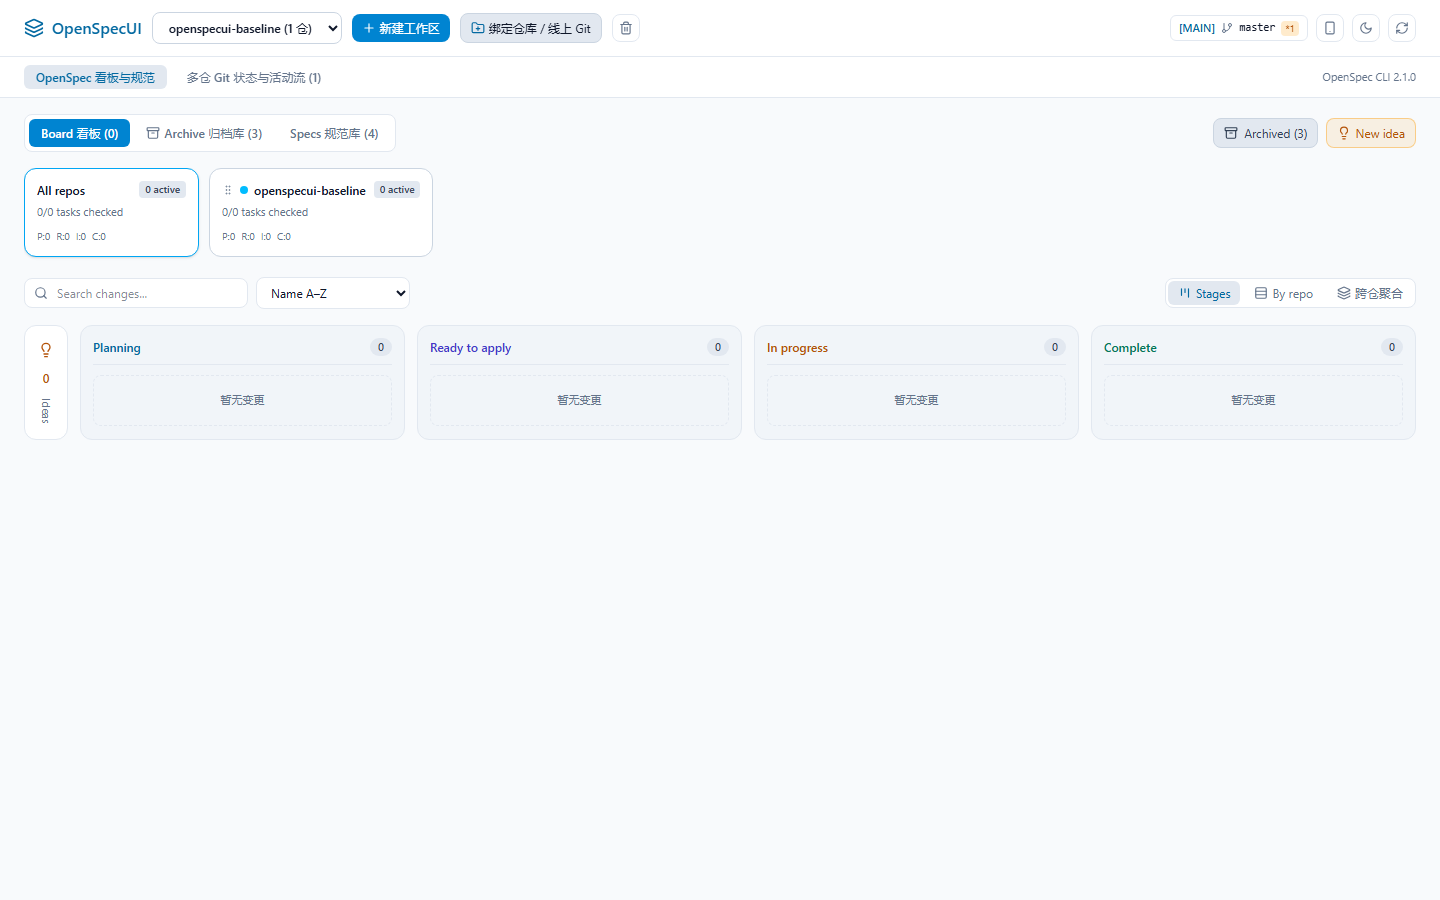 OpenSpecUI
openspecui-baseline (1 仓)
新建工作区
绑定仓库 / 线上 Git
[MAIN] master *1
OpenSpec 看板与规范
多仓 Git 状态与活动流 (1)
OpenSpec CLI 2.1.0
Board 看板 (0)
Archive 归档库 (3)
Specs 规范库 (4)
Archived (3)
New idea
All repos
0 active
0/0 tasks checked
P:0 R:0 I:0 C:0
openspecui-baseline
0 active
0/0 tasks checked
P:0 R:0 I:0 C:0
Search changes...
Name A–Z
Stages
By repo
跨仓聚合
0
Ideas
Planning
0
暂无变更
Ready to apply
0
暂无变更
In progress
0
暂无变更
Complete
0
暂无变更